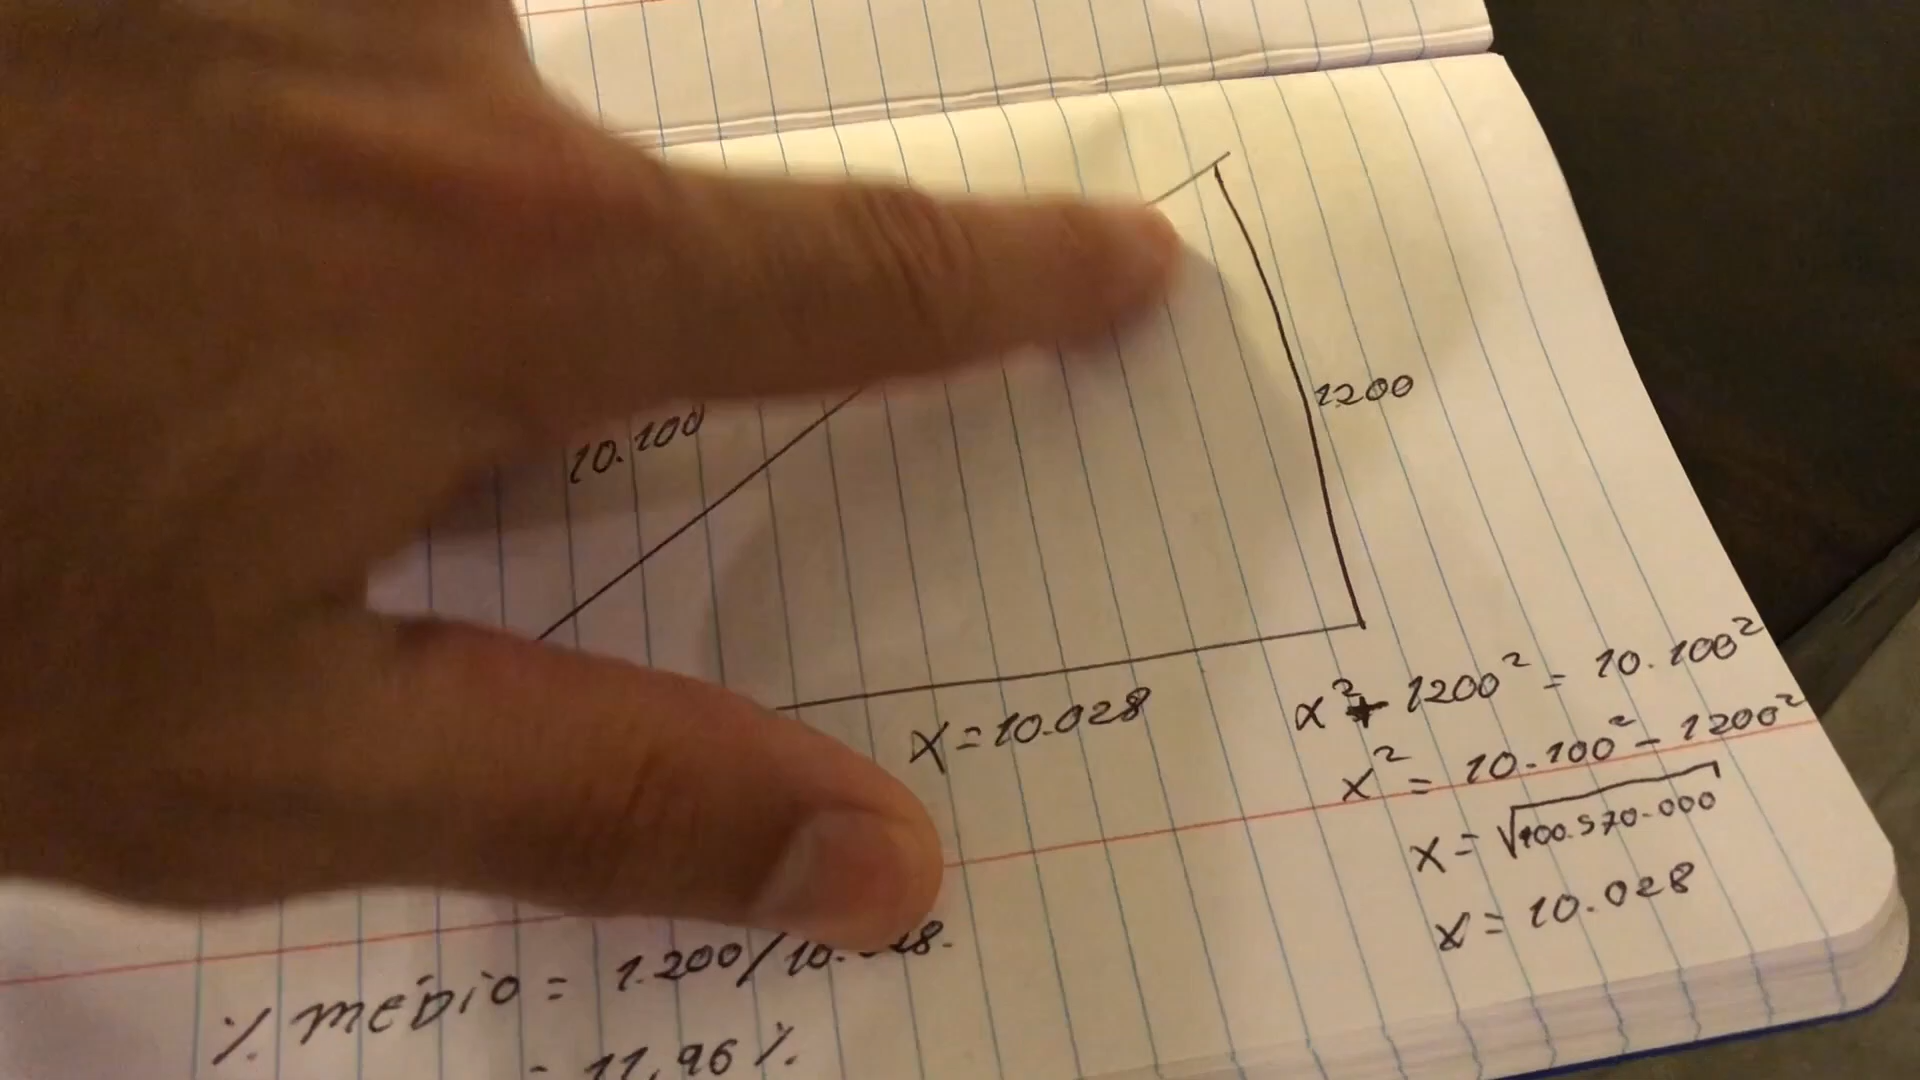 10.100
1200
X = 10.028
x² + 1200² = 10.100²
x² = 10.100² - 1200²
x = √100.570.000
x = 10.028
% MÉDIO = 1.200/10.028.
= 11,96 %.